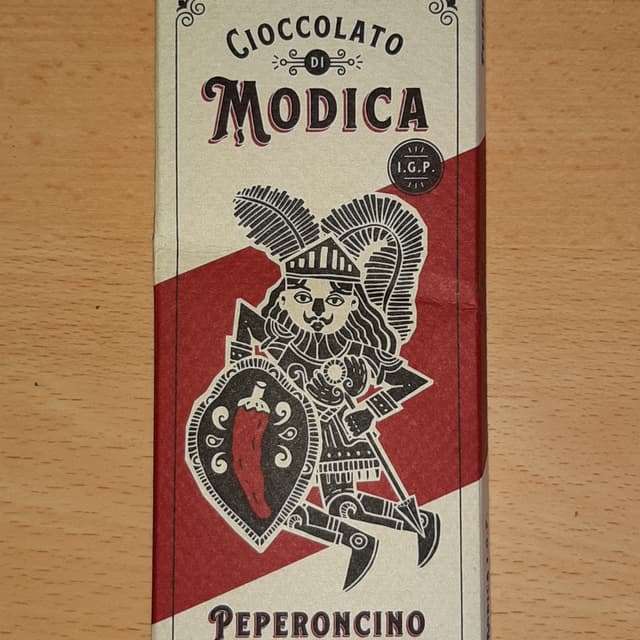 CIOCCOLATO
DI
MODICA
I.G.P.
PEPERONCINO